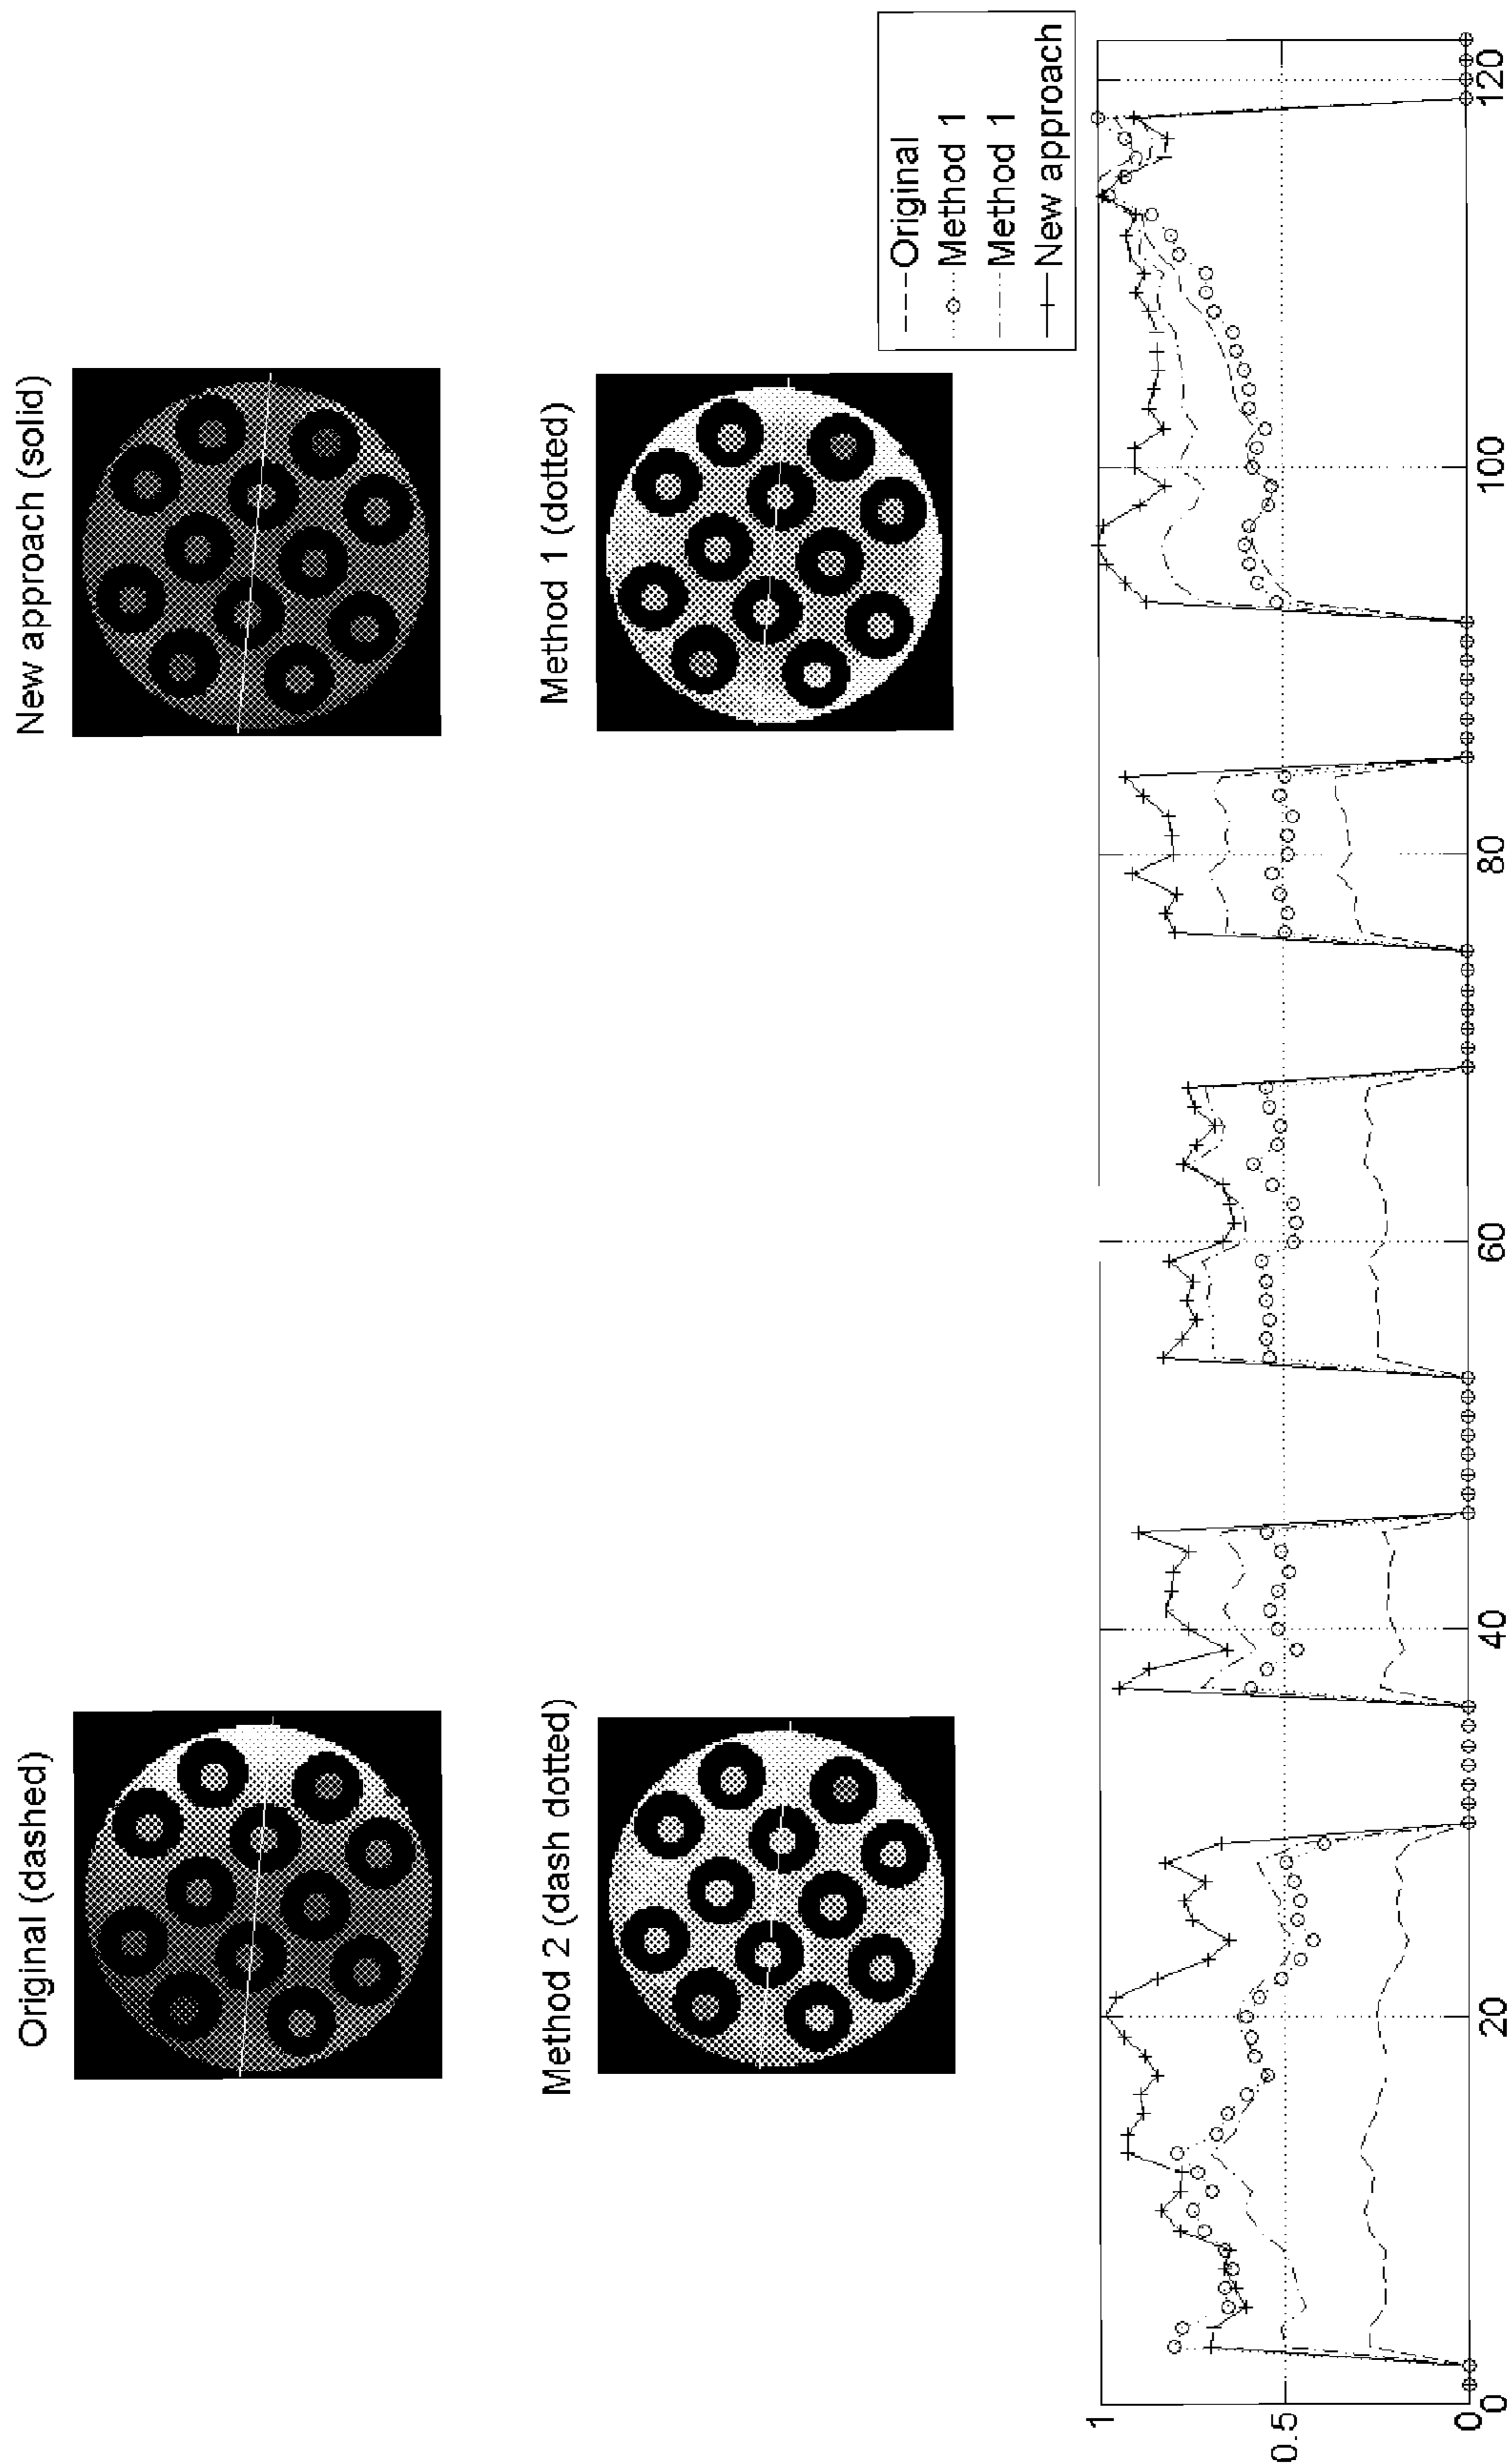 Original (dashed)
New approach (solid)
Method 2 (dash dotted)
Method 1 (dotted)
Original
Method 1
Method 1
New approach
1
0.5
0
0
20
40
60
80
100
120